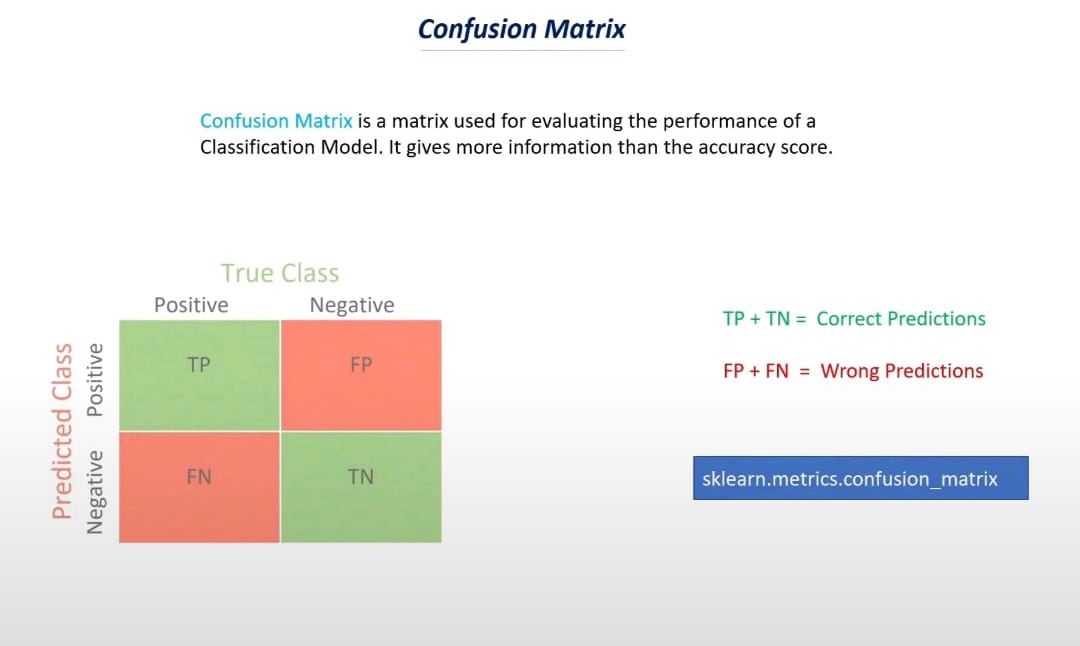 Confusion Matrix
Confusion Matrix is a matrix used for evaluating the performance of a
Classification Model. It gives more information than the accuracy score.
True Class
Positive Negative
Predicted Class
Positive
Negative
TP FP
FN TN
TP + TN = Correct Predictions
FP + FN = Wrong Predictions
sklearn.metrics.confusion_matrix